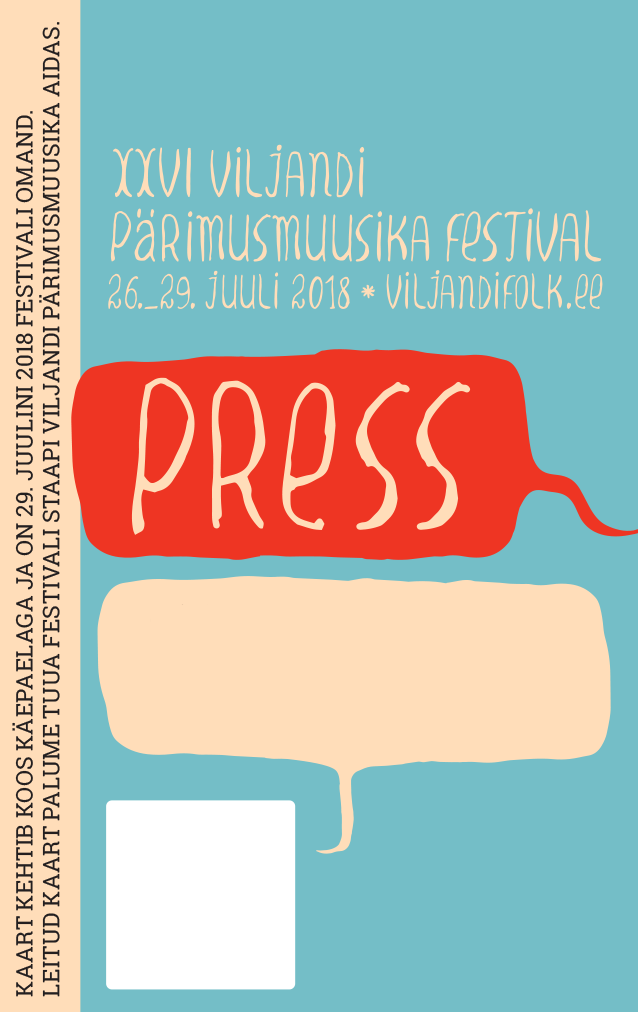 XXVI ViLJANDi
PÄRiMUSMUUSiKA FeSTiVAL
26._29. JUULi 2018 * ViLJANDiFOLK.ee
PReSS
KAART KEHTIB KOOS KÄEPAELAGA JA ON 29. JUULINI 2018 FESTIVALI OMAND.
LEITUD KAART PALUME TUUA FESTIVALI STAAPI VILJANDI PÄRIMUSMUUSIKA AIDAS.